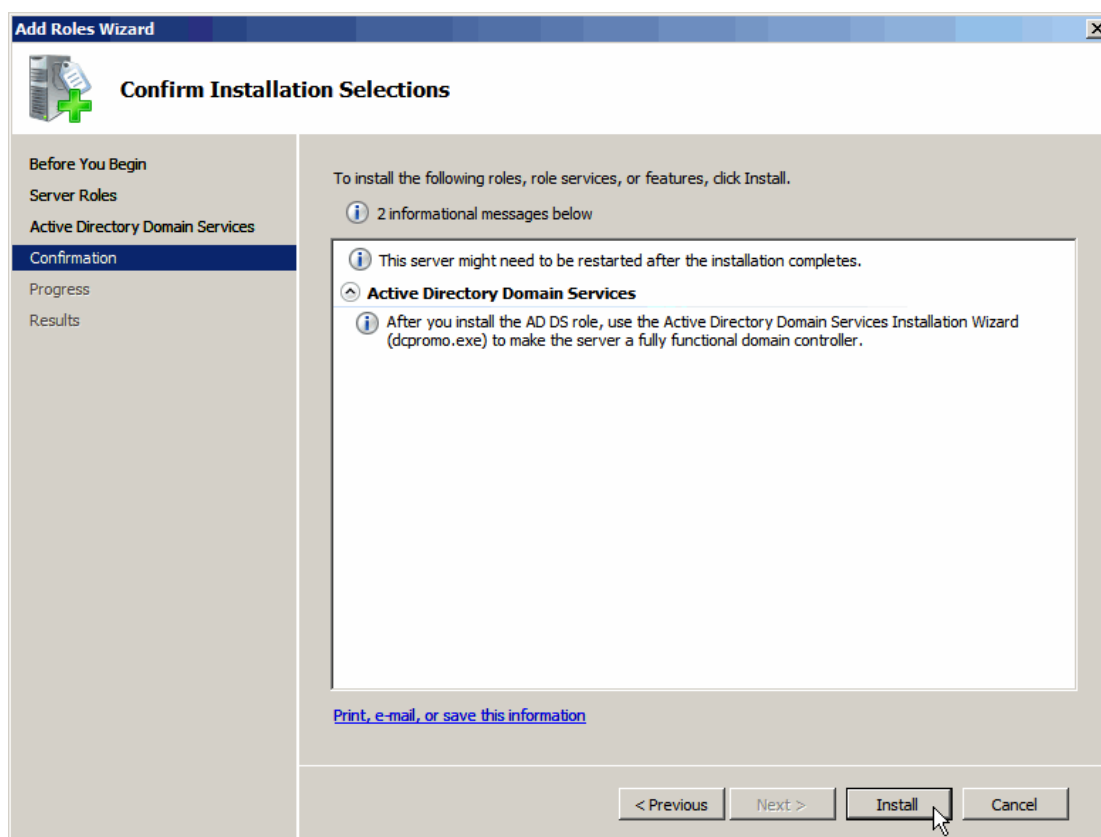 Add Roles Wizard
Confirm Installation Selections
Before You Begin
Server Roles
Active Directory Domain Services
Confirmation
Progress
Results
To install the following roles, role services, or features, click Install.
2 informational messages below
This server might need to be restarted after the installation completes.
Active Directory Domain Services
After you install the AD DS role, use the Active Directory Domain Services Installation Wizard
(dcpromo.exe) to make the server a fully functional domain controller.
Print, e-mail, or save this information
< Previous
Next >
Install
Cancel